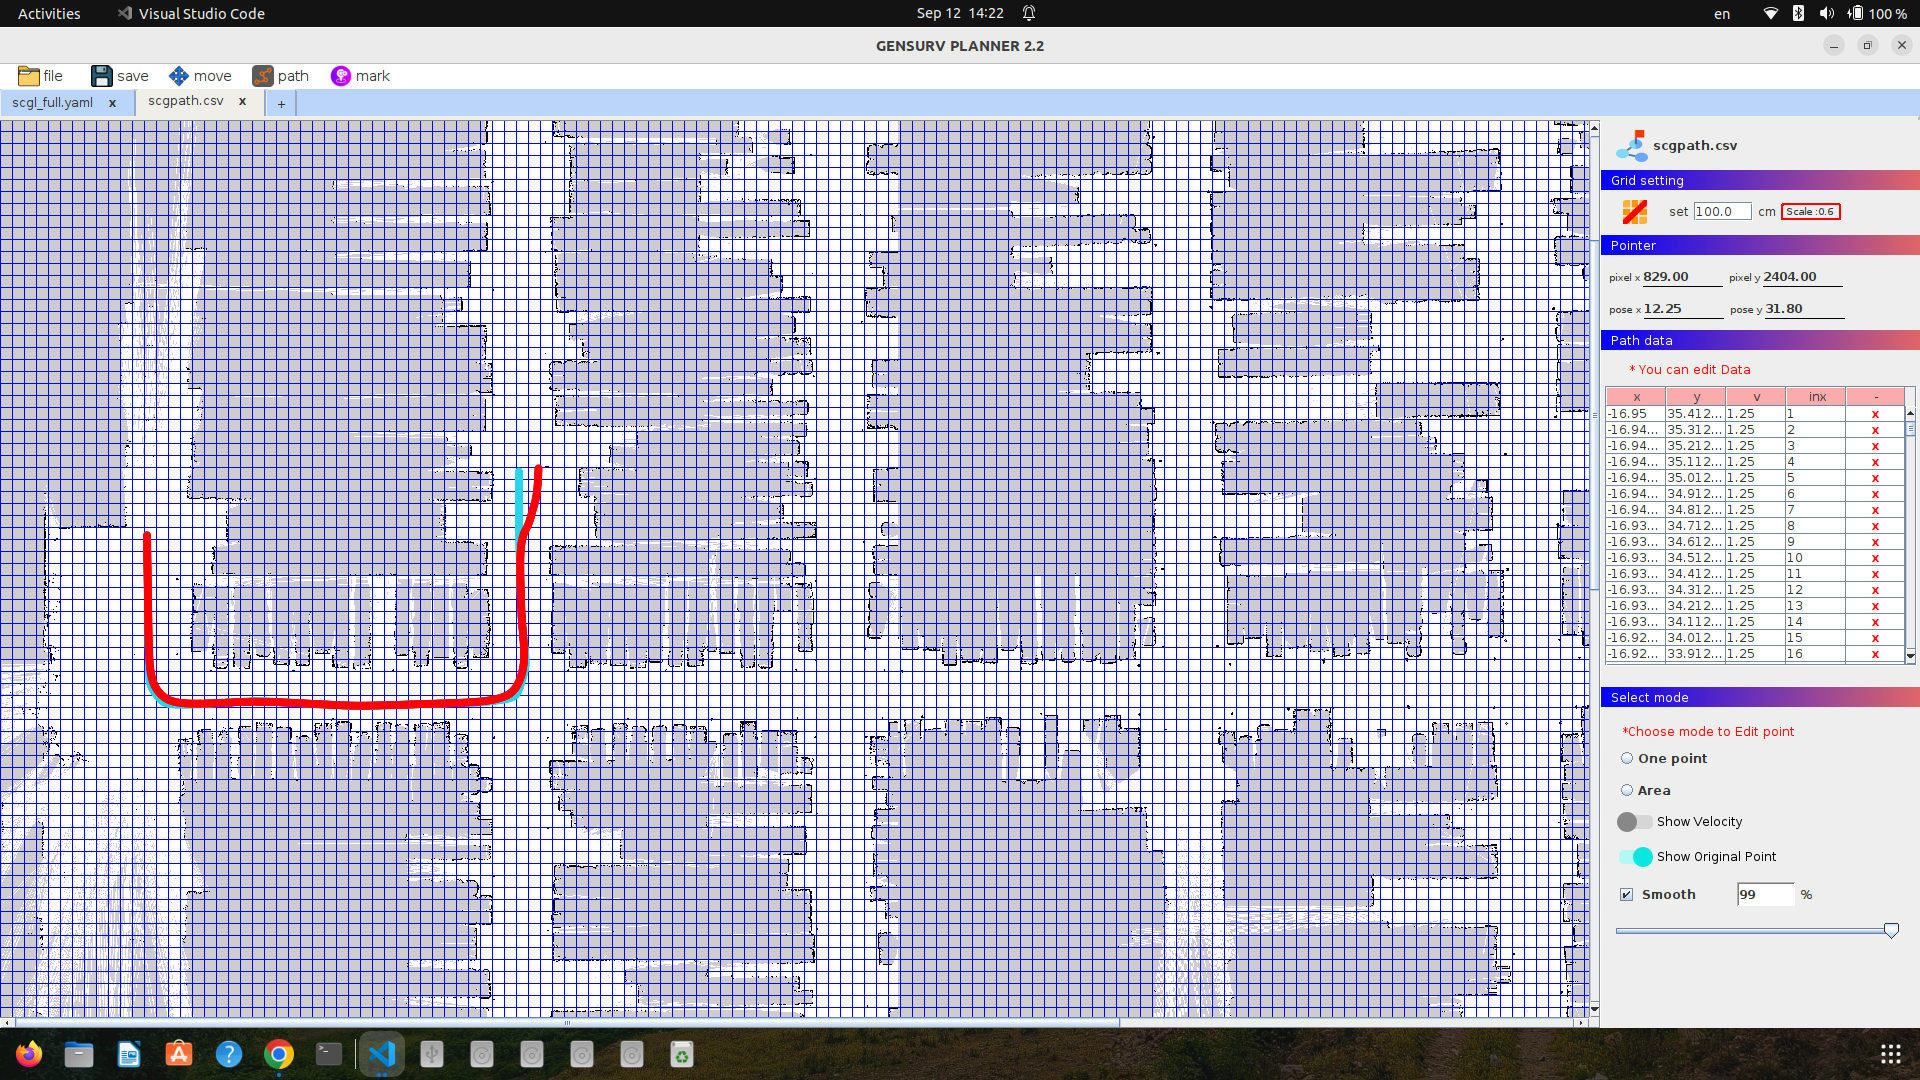 Activities Visual Studio Code Sep 12 14:22 en 100 %
GENSURV PLANNER 2.2
file save move path mark
scgl_full.yaml x scgpath.csv x +
scgpath.csv
Grid setting
set 100.0 cm Scale :0.6
Pointer
pixel x 829.00 pixel y 2404.00
pose x 12.25 pose y 31.80
Path data
* You can edit Data
x y v inx -
-16.95 35.412... 1.25 1 x
-16.94... 35.312... 1.25 2 x
-16.94... 35.212... 1.25 3 x
-16.94... 35.112... 1.25 4 x
-16.94... 35.012... 1.25 5 x
-16.94... 34.912... 1.25 6 x
-16.94... 34.812... 1.25 7 x
-16.93... 34.712... 1.25 8 x
-16.93... 34.612... 1.25 9 x
-16.93... 34.512... 1.25 10 x
-16.93... 34.412... 1.25 11 x
-16.93... 34.312... 1.25 12 x
-16.93... 34.212... 1.25 13 x
-16.93... 34.112... 1.25 14 x
-16.92... 34.012... 1.25 15 x
-16.92... 33.912... 1.25 16 x
Select mode
*Choose mode to Edit point
One point
Area
Show Velocity
Show Original Point
Smooth 99 %